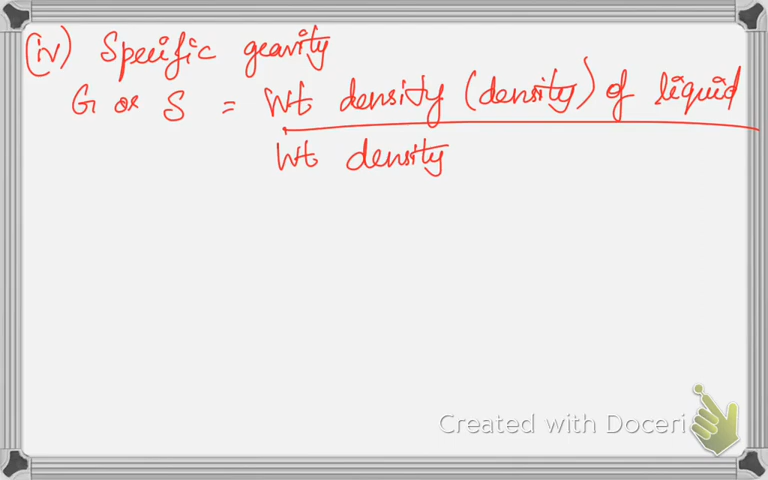 (iv) Specific gravity
G or S = Wt density (density) of liquid
Wt density
Created with Doceri